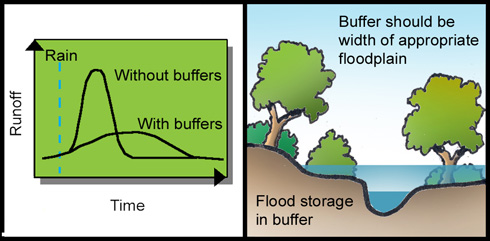 Rain
Without buffers
With buffers
Runoff
Time
Buffer should be
width of appropriate
floodplain
Flood storage
in buffer